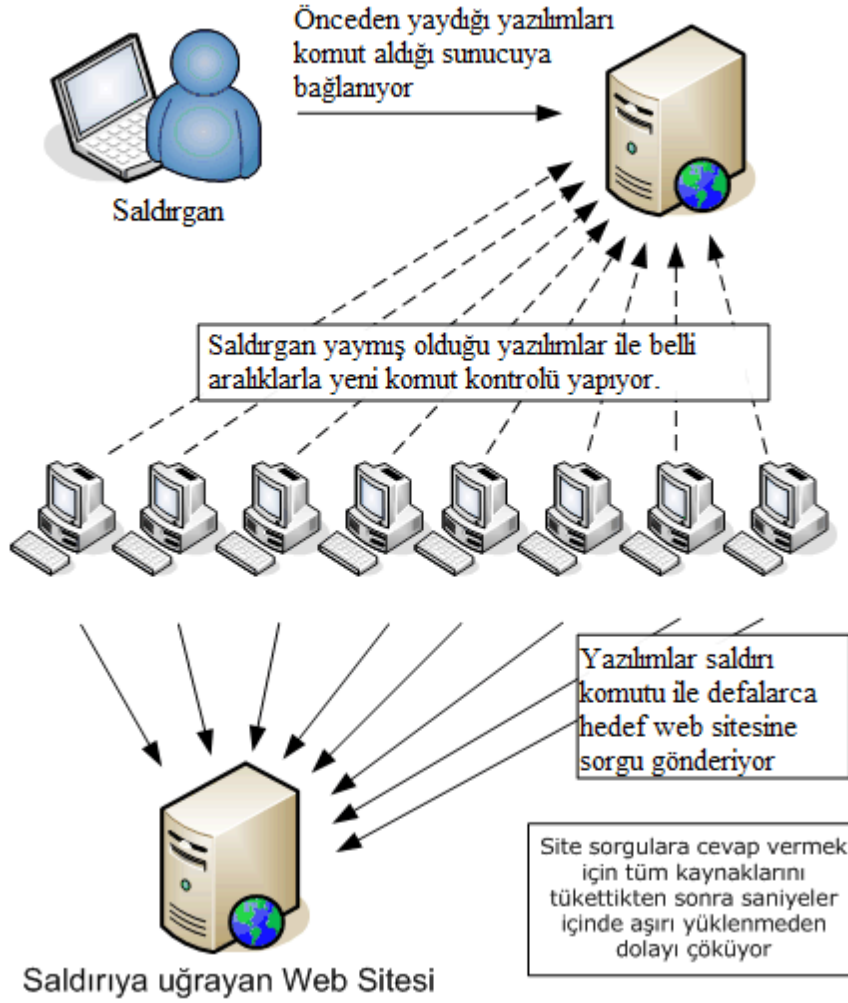 Önceden yaydığı yazılımları
komut aldığı sunucuya
bağlanıyor
Saldırgan
Saldırgan yaymış olduğu yazılımlar ile belli
aralıklarla yeni komut kontrolü yapıyor.
Yazılımlar saldırı
komutu ile defalarca
hedef web sitesine
sorgu gönderiyor
Site sorgulara cevap vermek
için tüm kaynaklarını
tükettikten sonra saniyeler
içinde aşırı yüklenmeden
dolayı çöküyor
Saldırıya uğrayan Web Sitesi